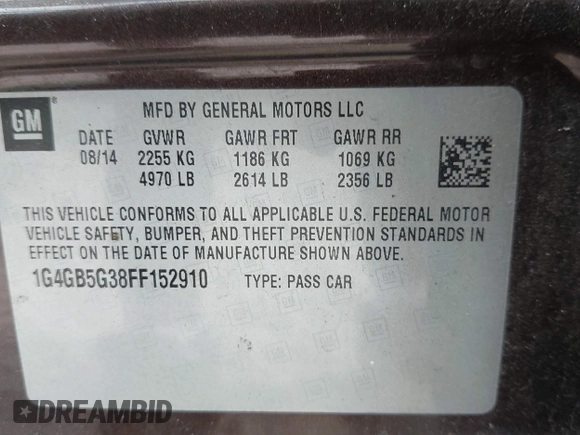 GM
MFD BY GENERAL MOTORS LLC
DATE GVWR GAWR FRT GAWR RR
08/14 2255 KG 1186 KG 1069 KG
4970 LB 2614 LB 2356 LB
THIS VEHICLE CONFORMS TO ALL APPLICABLE U.S. FEDERAL MOTOR
VEHICLE SAFETY, BUMPER, AND THEFT PREVENTION STANDARDS IN
EFFECT ON THE DATE OF MANUFACTURE SHOWN ABOVE.
1G4GB5G38FF152910 TYPE: PASS CAR
DREAMBID